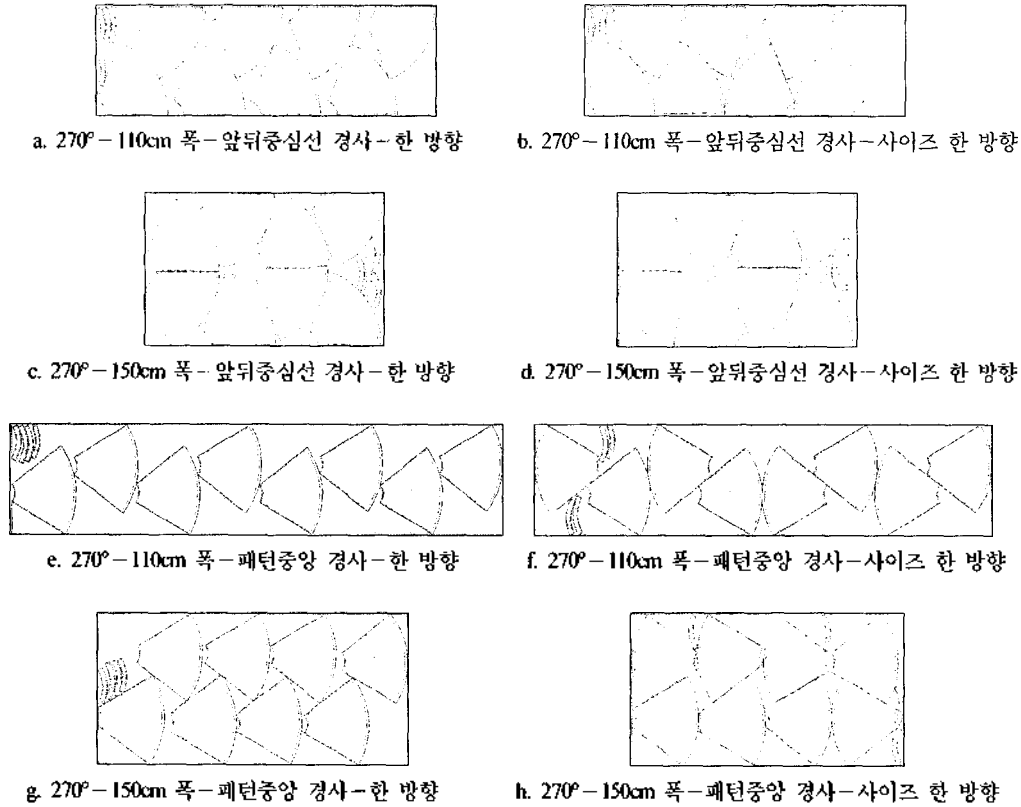 a. 270°－110cm 폭－앞뒤중심선 경사－한 방향
b. 270°－110cm 폭－앞뒤중심선 경사－사이즈 한 방향
c. 270°－150cm 폭－앞뒤중심선 경사－한 방향
d. 270°－150cm 폭－앞뒤중심선 경사－사이즈 한 방향
e. 270°－110cm 폭－패턴중앙 경사－한 방향
f. 270°－110cm 폭－패턴중앙 경사－사이즈 한 방향
g. 270°－150cm 폭－패턴중앙 경사－한 방향
h. 270°－150cm 폭－패턴중앙 경사－사이즈 한 방향